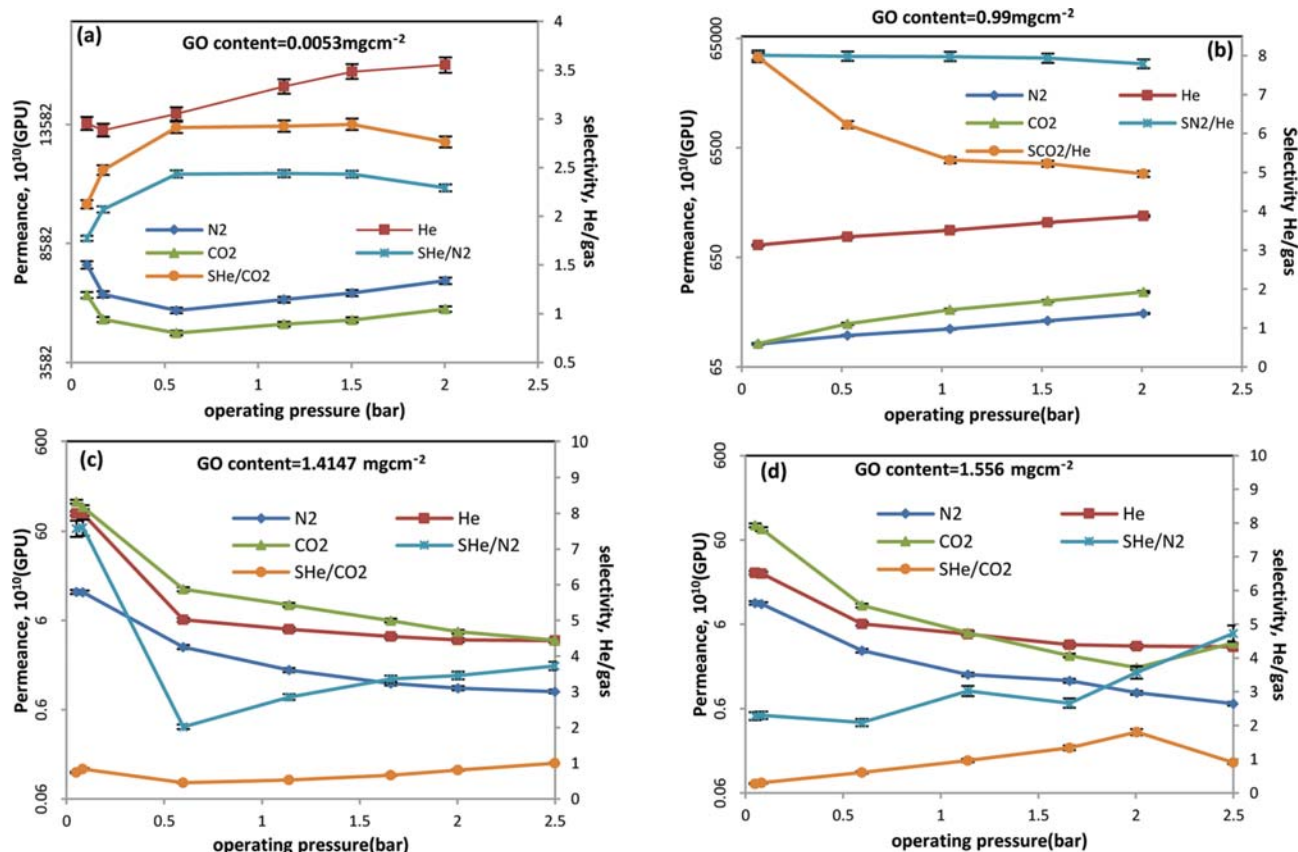 (a)
GO content=0.0053mgcm-2
Permeance, 10^10(GPU)
13582
8582
3582
4
3.5
3
2.5
2
1.5
1
0.5
selectivity, He/gas
N2
He
CO2
SHe/N2
SHe/CO2
0 0.5 1 1.5 2 2.5
operating pressure (bar)
GO content=0.99mgcm-2
(b)
Permeance, 10^10(GPU)
65000
6500
650
65
8
7
6
5
4
3
2
1
0
selectivity He/gas
N2
He
CO2
SN2/He
SCO2/He
0 0.5 1 1.5 2 2.5
operating pressure(bar)
(c)
GO content=1.4147 mgcm-2
Permeance, 10^10(GPU)
600
60
6
0.6
0.06
10
9
8
7
6
5
4
3
2
1
0
selectivity, He/gas
N2
He
CO2
SHe/N2
SHe/CO2
0 0.5 1 1.5 2 2.5
operating pressure(bar)
(d)
GO content=1.556 mgcm-2
Permeance, 10^10(GPU)
600
60
6
0.6
0.06
10
9
8
7
6
5
4
3
2
1
0
selectivity, He/gas
N2
He
CO2
SHe/N2
SHe/CO2
0 0.5 1 1.5 2 2.5
operating pressure(bar)